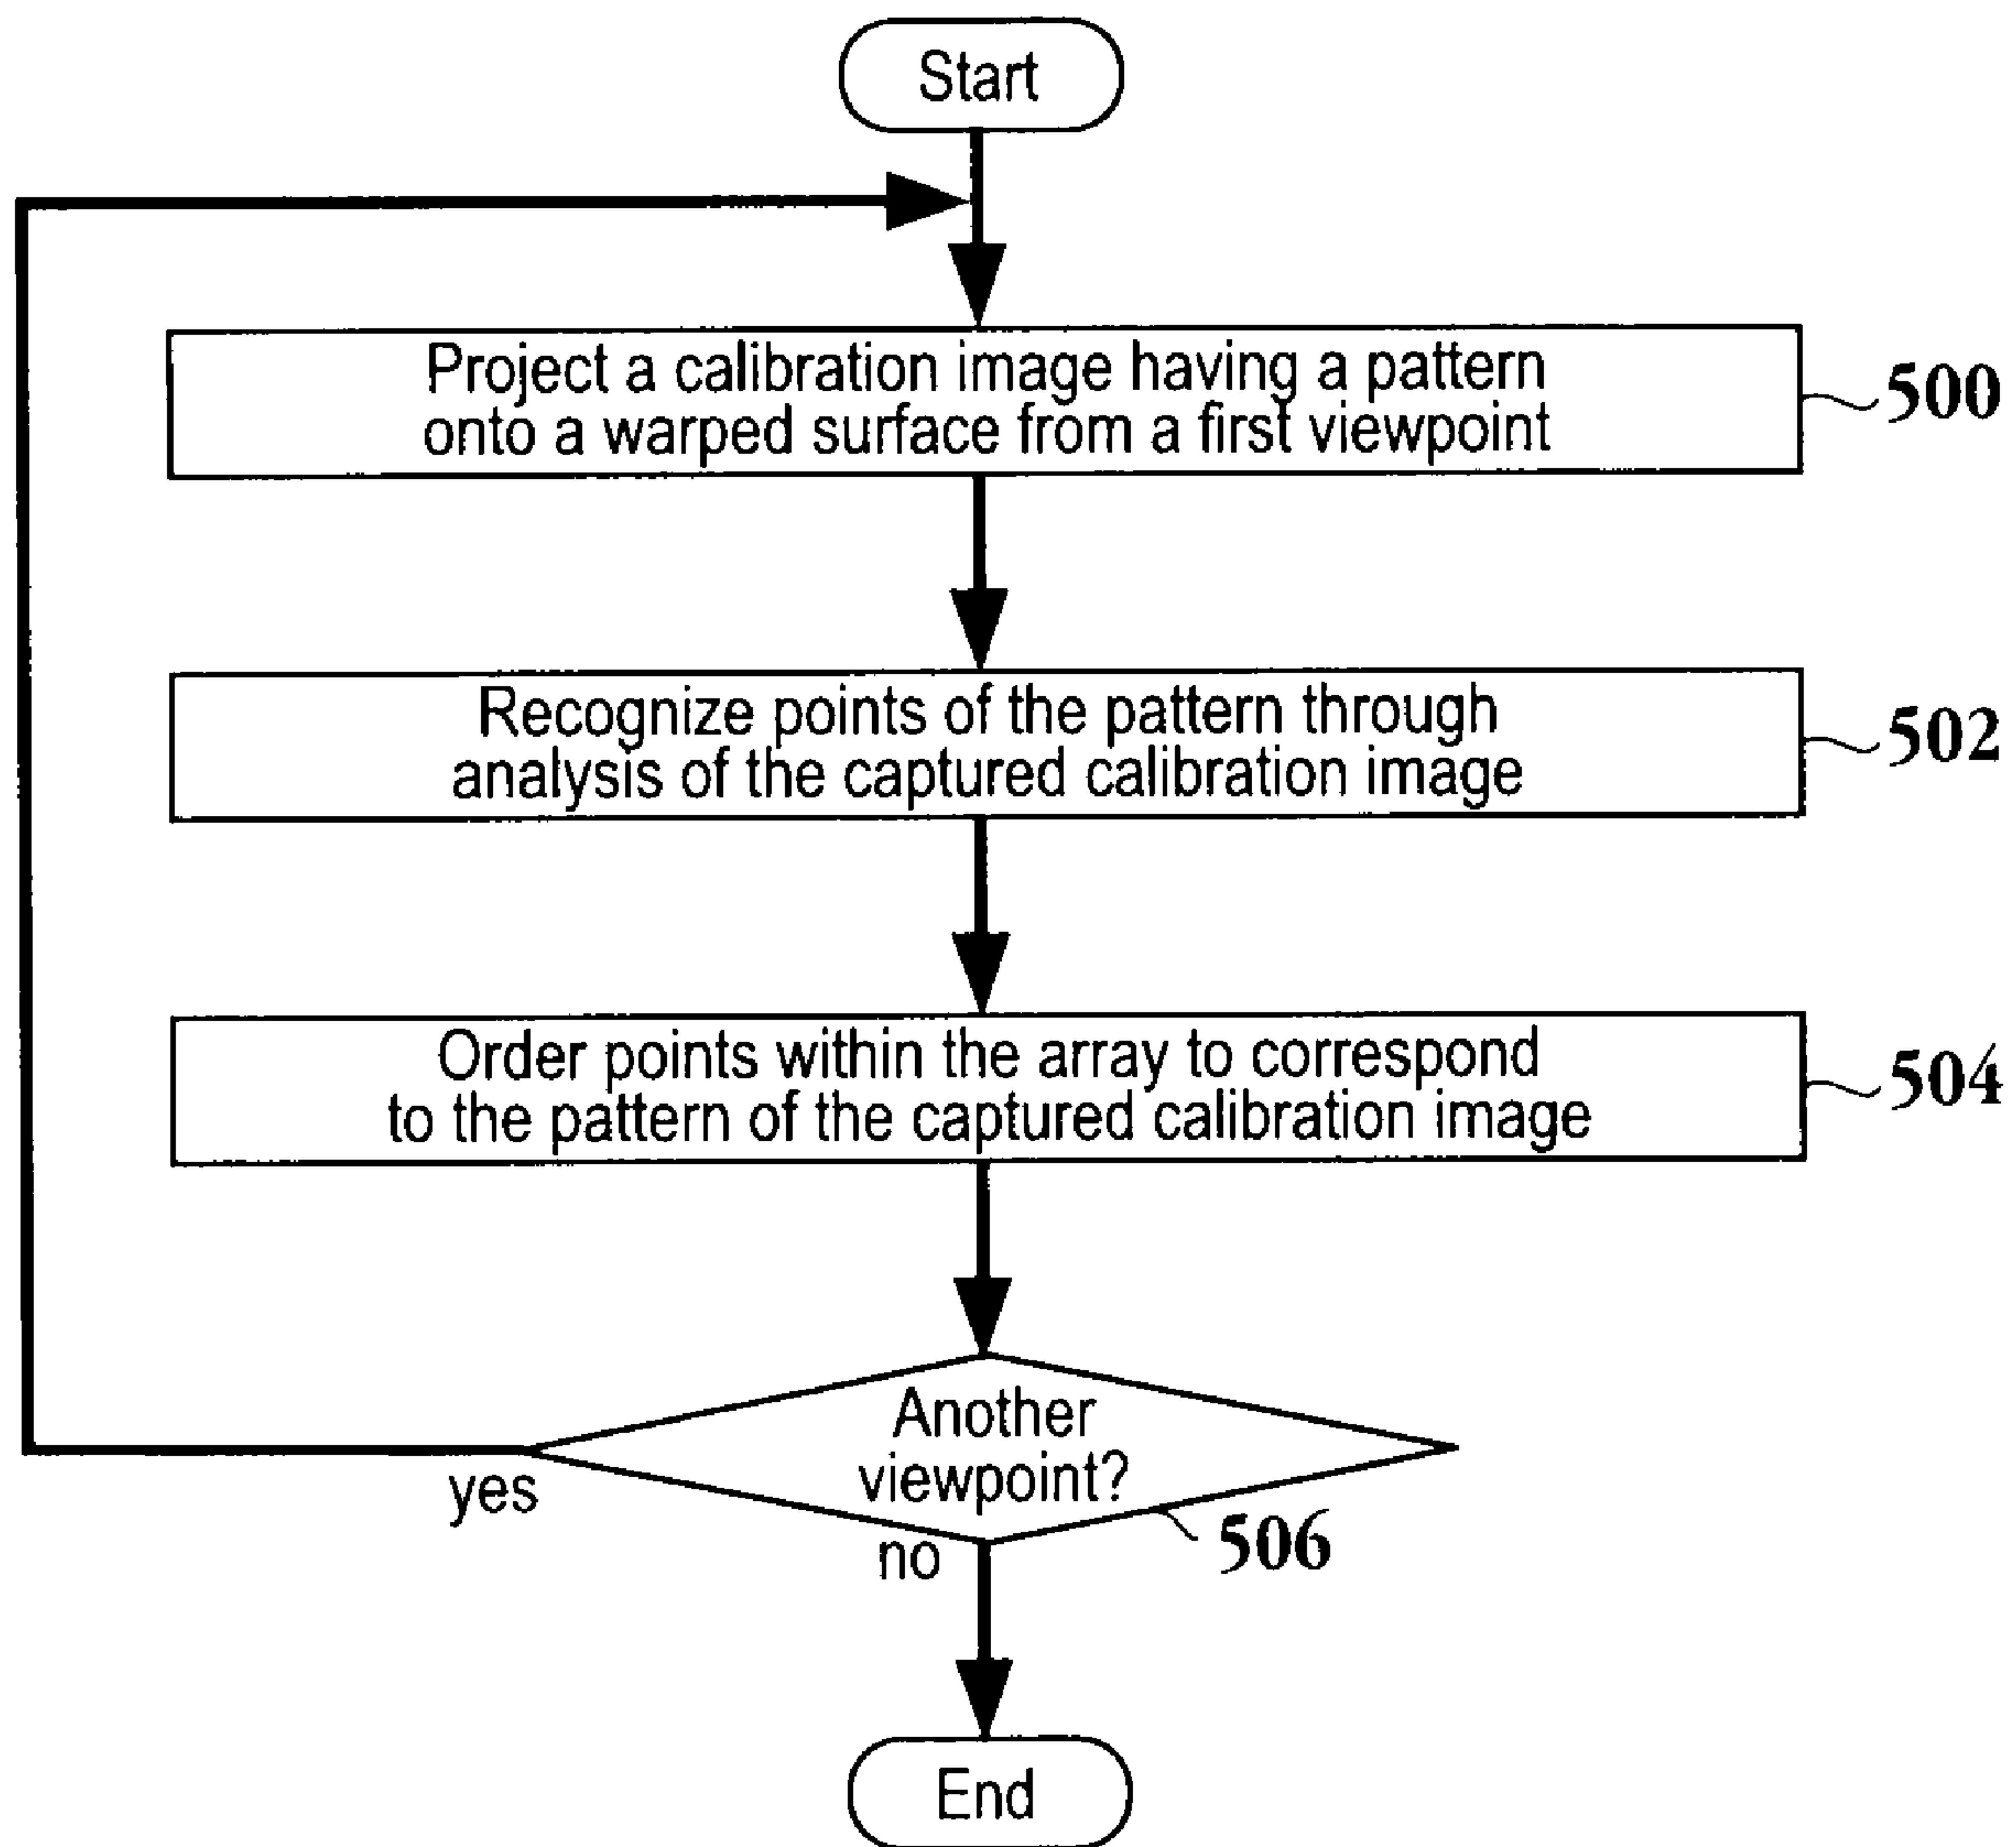 Start
Project a calibration image having a pattern
onto a warped surface from a first viewpoint
500
Recognize points of the pattern through
analysis of the captured calibration image
502
Order points within the array to correspond
to the pattern of the captured calibration image
504
Another
viewpoint?
yes
506
no
End